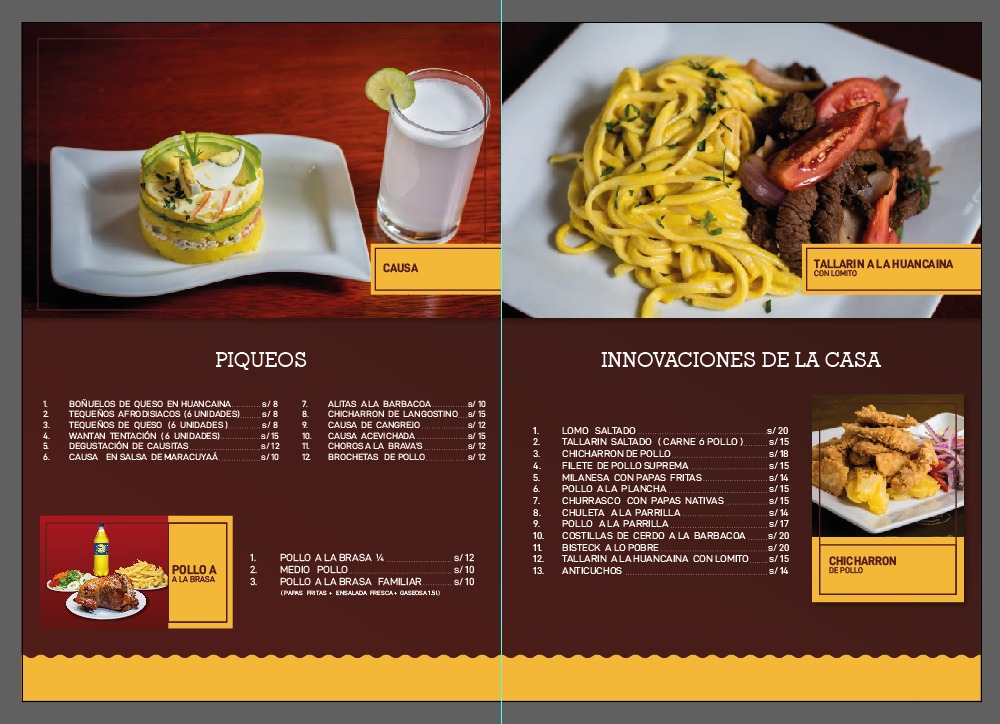 CAUSA
PIQUEOS
1. BOÑUELOS DE QUESO EN HUANCAINA s/ 8
2. TEQUEÑOS AFRODISIACOS (6 UNIDADES) s/ 8
3. TEQUEÑOS DE QUESO (6 UNIDADES) s/ 8
4. WANTAN TENTACIÓN (6 UNIDADES) s/ 15
5. DEGUSTACIÓN DE CAUSITAS s/ 12
6. CAUSA EN SALSA DE MARACUYAÁ s/ 10
7. ALITAS A LA BARBACOA s/ 10
8. CHICHARRON DE LANGOSTINO s/ 15
9. CAUSA DE CANGREJO s/ 12
10. CAUSA ACEVICHADA s/ 15
11. CHOROS A LA BRAVA'S s/ 12
12. BROCHETAS DE POLLO s/ 12
POLLO A
A LA BRASA
1. POLLO A LA BRASA ¼ s/ 12
2. MEDIO POLLO s/ 10
3. POLLO A LA BRASA FAMILIAR s/ 10
(PAPAS FRITAS + ENSALADA FRESCA + GASEOSA 1.5l)
TALLARIN A LA HUANCAINA
CON LOMITO
INNOVACIONES DE LA CASA
1. LOMO SALTADO s/ 20
2. TALLARIN SALTADO (CARNE ó POLLO) s/ 15
3. CHICHARRON DE POLLO s/ 18
4. FILETE DE POLLO SUPREMA s/ 15
5. MILANESA CON PAPAS FRITAS s/ 14
6. POLLO A LA PLANCHA s/ 15
7. CHURRASCO CON PAPAS NATIVAS s/ 15
8. CHULETA A LA PARRILLA s/ 14
9. POLLO A LA PARRILLA s/ 17
10. COSTILLAS DE CERDO A LA BARBACOA s/ 20
11. BISTECK A LO POBRE s/ 20
12. TALLARIN A LA HUANCAINA CON LOMITO s/ 15
13. ANTICUCHOS s/ 14
CHICHARRON
DE POLLO